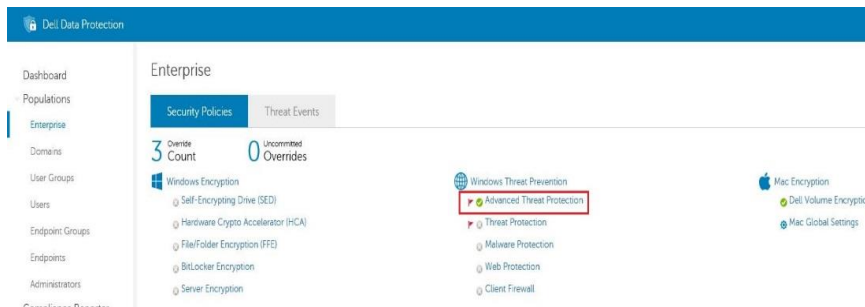 Dell Data Protection
Dashboard
Populations
Enterprise
Domains
User Groups
Users
Endpoint Groups
Endpoints
Administrators
Enterprise
Security Policies
Threat Events
3 Override Count
0 Uncommitted Overrides
Windows Encryption
Self-Encrypting Drive (SED)
Hardware Crypto Accelerator (HCA)
File/Folder Encryption (FFE)
BitLocker Encryption
Server Encryption
Windows Threat Prevention
Advanced Threat Protection
Threat Protection
Malware Protection
Web Protection
Client Firewall
Mac Encryption
Dell Volume Encryptio
Mac Global Settings